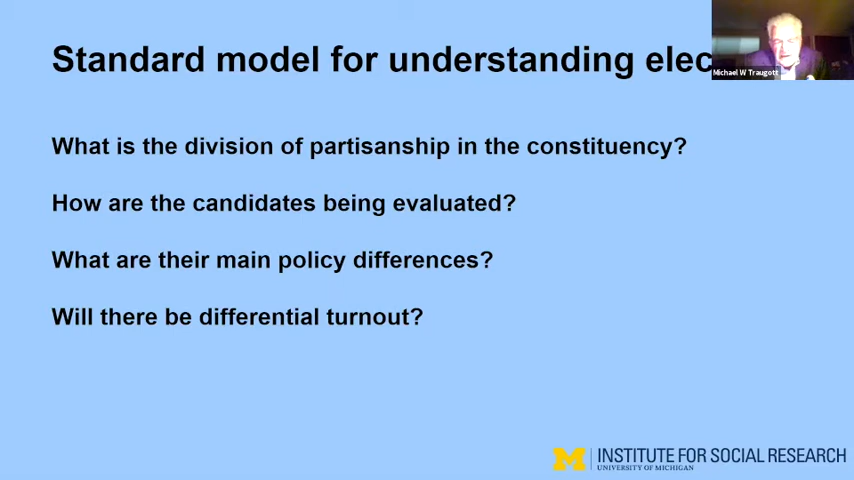 Standard model for understanding elec
Michael W Traugott
What is the division of partisanship in the constituency?
How are the candidates being evaluated?
What are their main policy differences?
Will there be differential turnout?
M INSTITUTE FOR SOCIAL RESEARCH
UNIVERSITY OF MICHIGAN